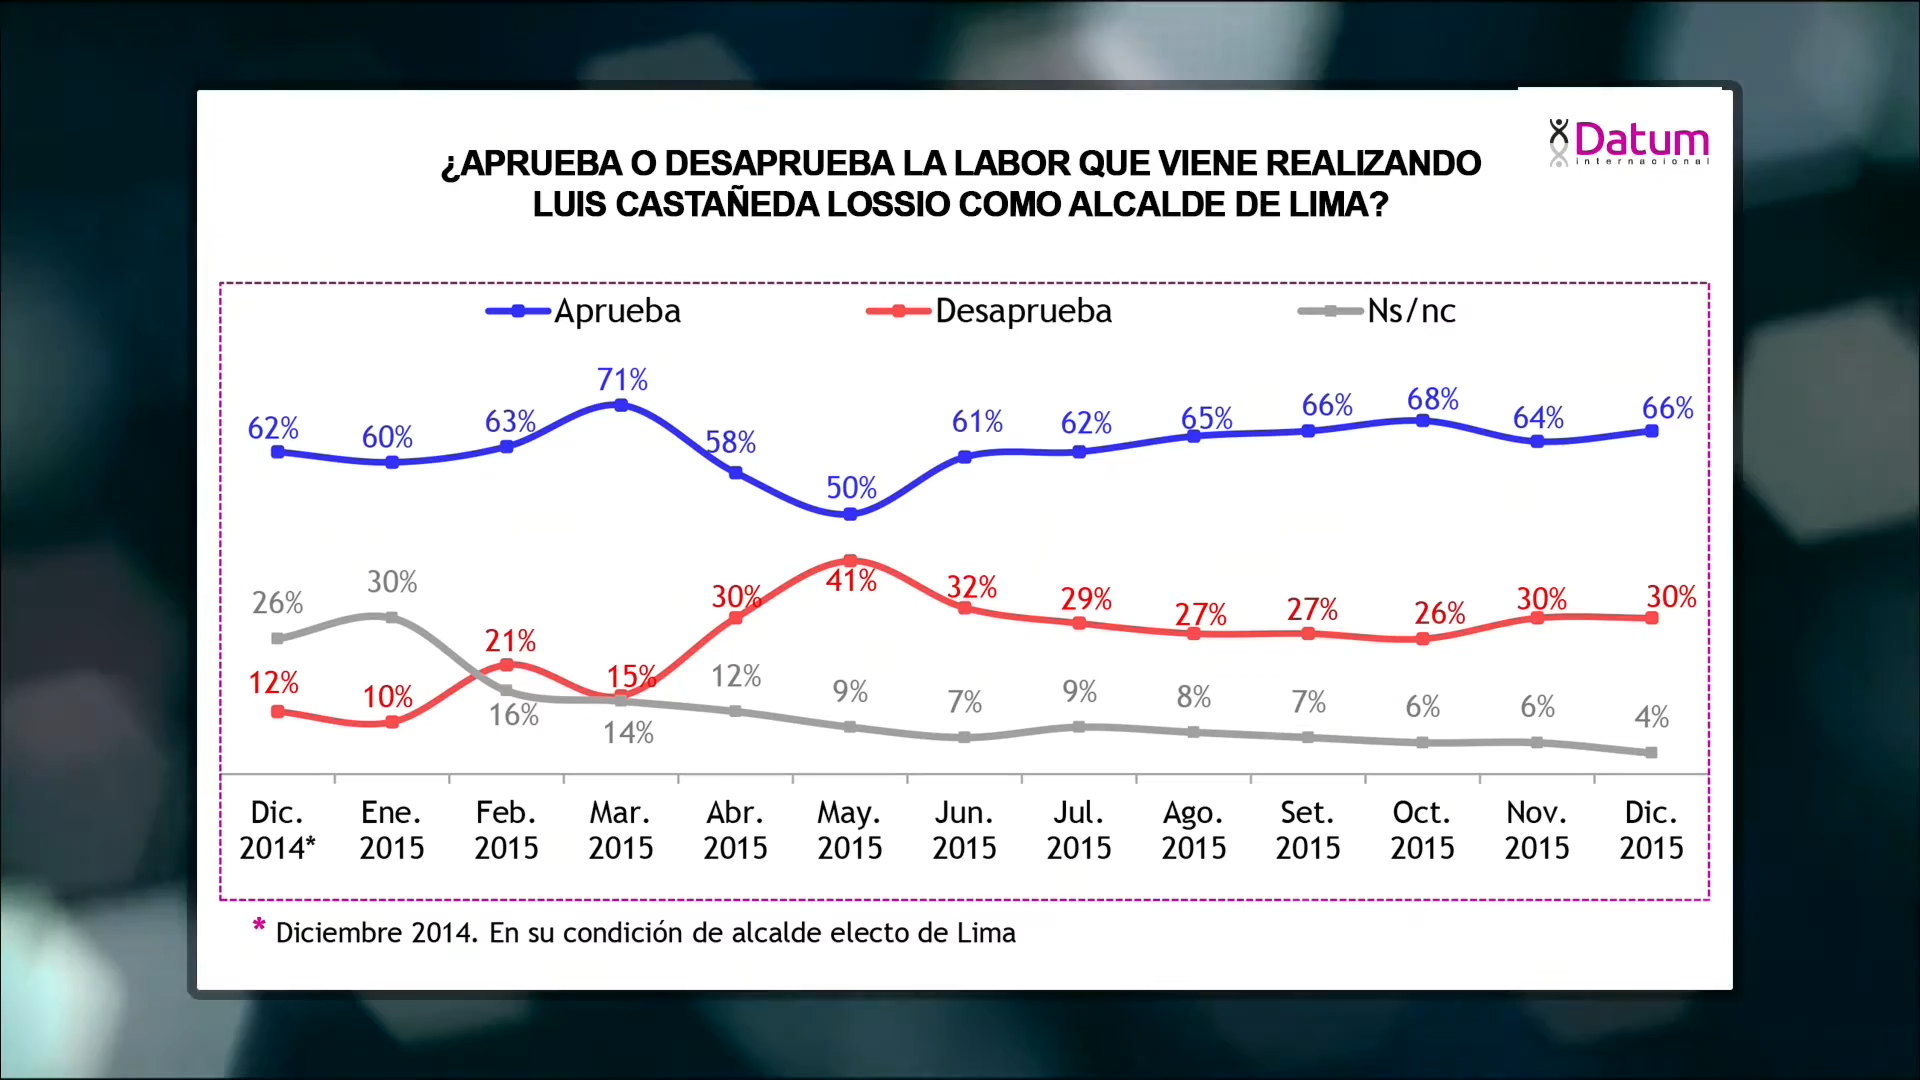 Datum
internacional
¿APRUEBA O DESAPRUEBA LA LABOR QUE VIENE REALIZANDO
LUIS CASTAÑEDA LOSSIO COMO ALCALDE DE LIMA?
Aprueba Desaprueba Ns/nc
62% 60% 63% 71% 58% 50% 61% 62% 65% 66% 68% 64% 66%
12% 10% 21% 15% 30% 41% 32% 29% 27% 27% 26% 30% 30%
26% 30% 16% 14% 12% 9% 7% 9% 8% 7% 6% 6% 4%
Dic. Ene. Feb. Mar. Abr. May. Jun. Jul. Ago. Set. Oct. Nov. Dic.
2014* 2015 2015 2015 2015 2015 2015 2015 2015 2015 2015 2015 2015
* Diciembre 2014. En su condición de alcalde electo de Lima